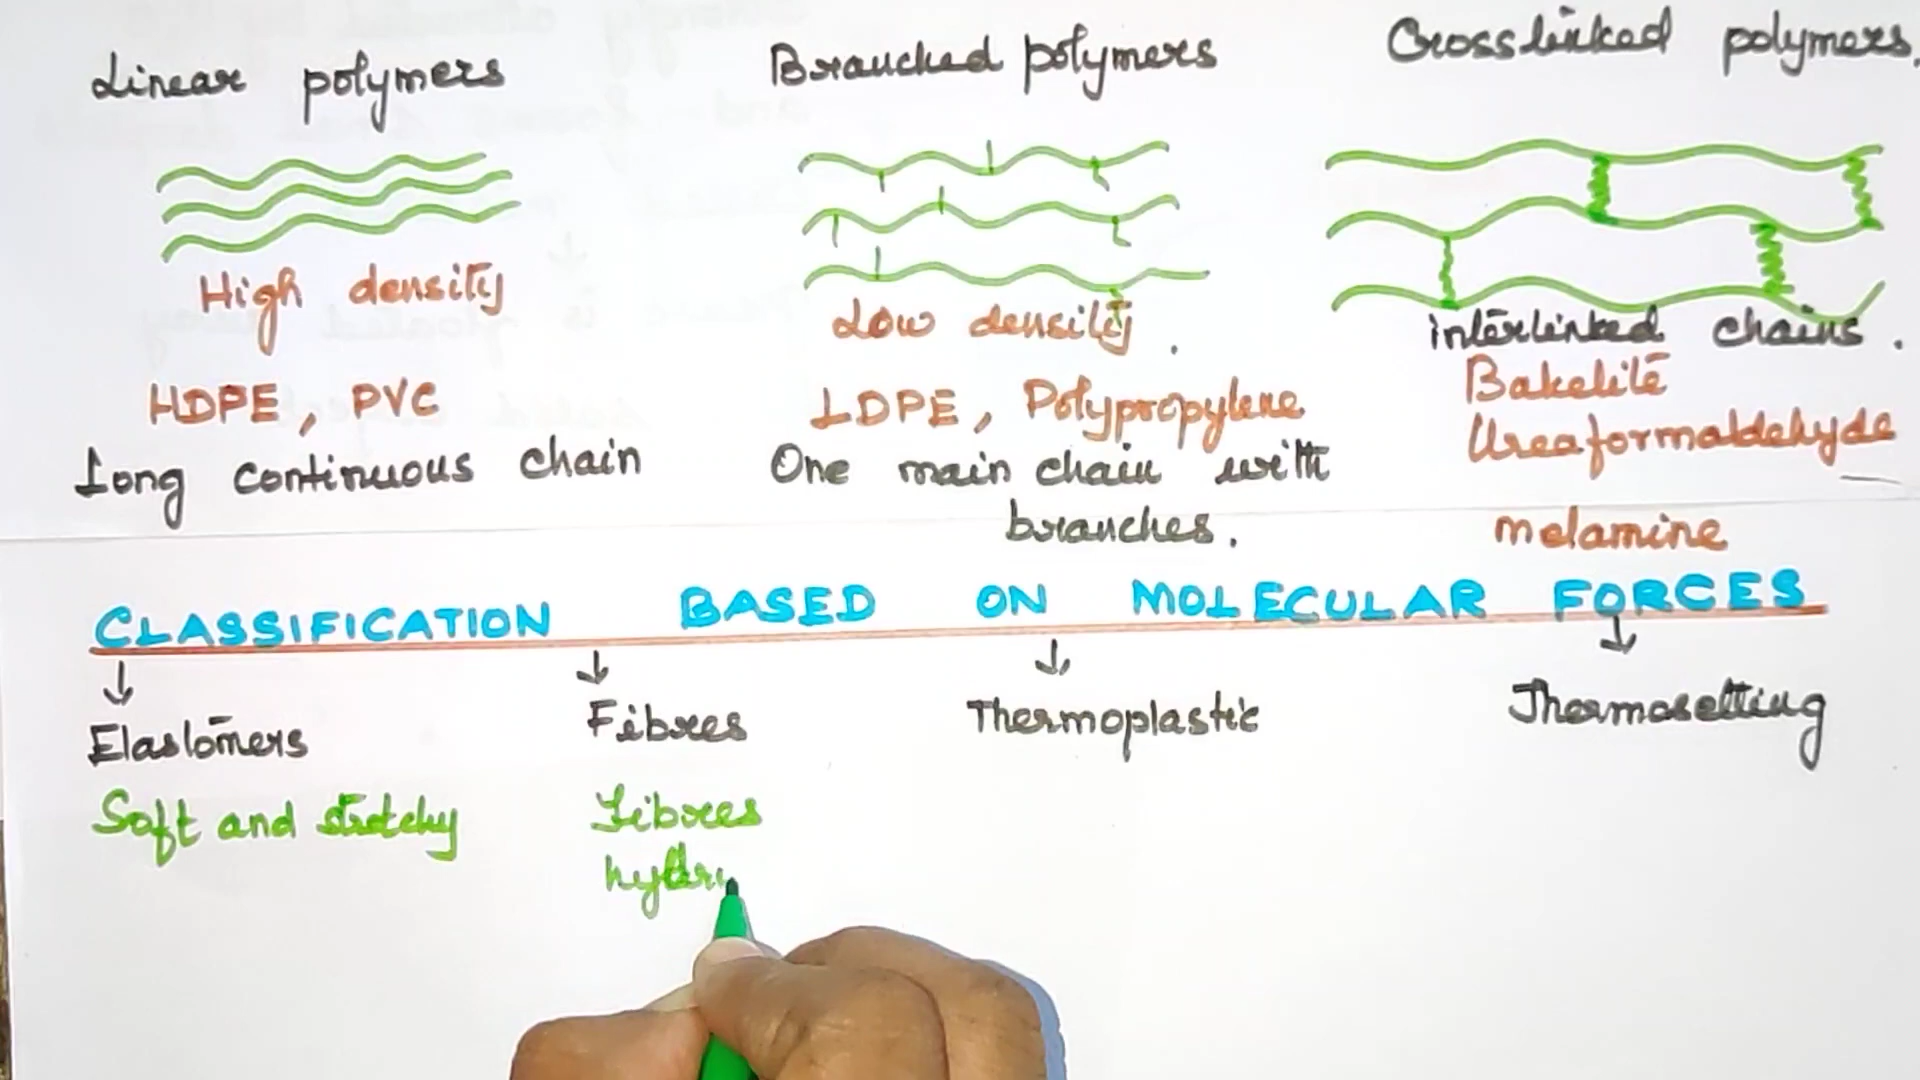 Linear polymers
High density
HDPE, PVC
Long continuous chain
Branched polymers
Low density.
LDPE, Polypropylene
One main chain with
branches.
Crosslinked polymers.
interlinked chains.
Bakelite
Ureaformaldehyde
melamine
CLASSIFICATION BASED ON MOLECULAR FORCES
Elastomers
Soft and stretchy
Fibres
Fibres
Thermoplastic
Thermosetting